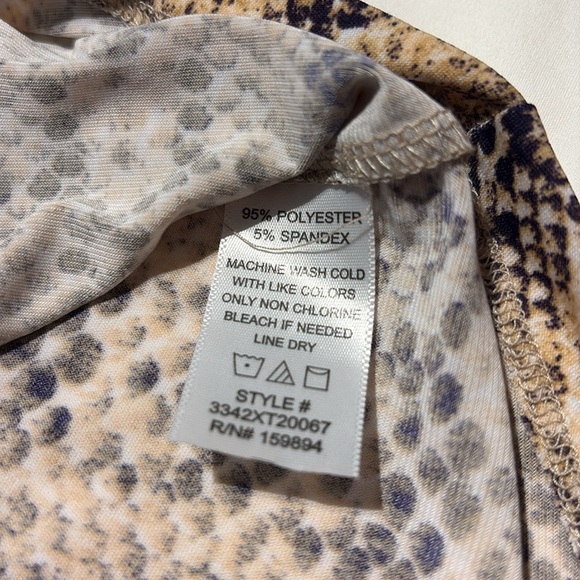 95% POLYESTER
5% SPANDEX
MACHINE WASH COLD
WITH LIKE COLORS
ONLY NON CHLORINE
BLEACH IF NEEDED
LINE DRY
STYLE #
3342XT20067
R/N# 159894